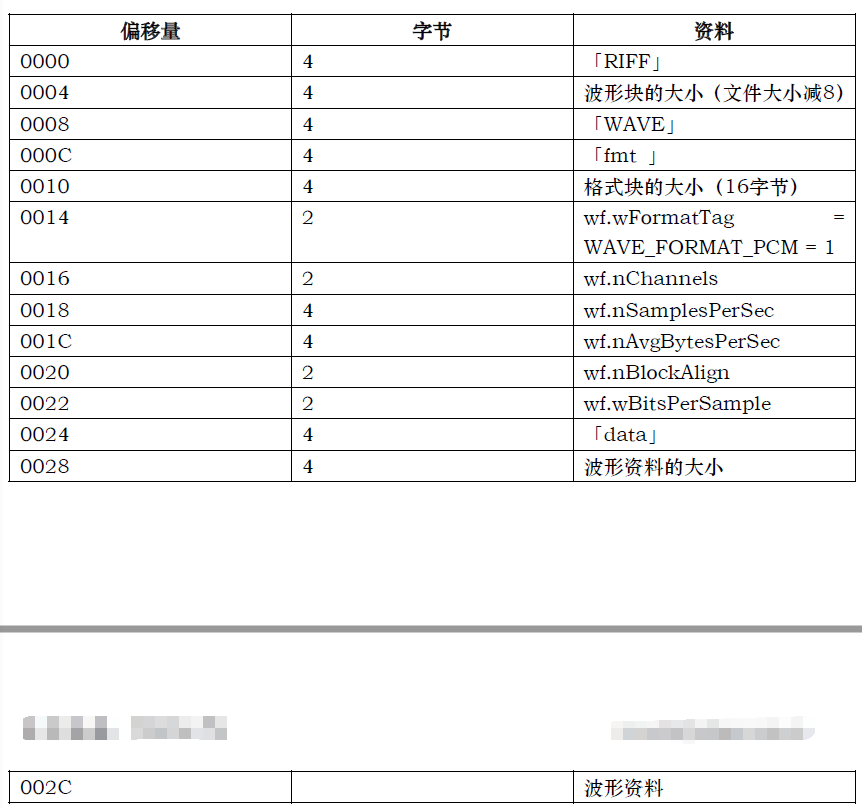 偏移量 字节 资料
0000 4 「RIFF」
0004 4 波形块的大小（文件大小减8）
0008 4 「WAVE」
000C 4 「fmt 」
0010 4 格式块的大小（16字节）
0014 2 wf.wFormatTag =
WAVE_FORMAT_PCM = 1
0016 2 wf.nChannels
0018 4 wf.nSamplesPerSec
001C 4 wf.nAvgBytesPerSec
0020 2 wf.nBlockAlign
0022 2 wf.wBitsPerSample
0024 4 「data」
0028 4 波形资料的大小
002C 波形资料